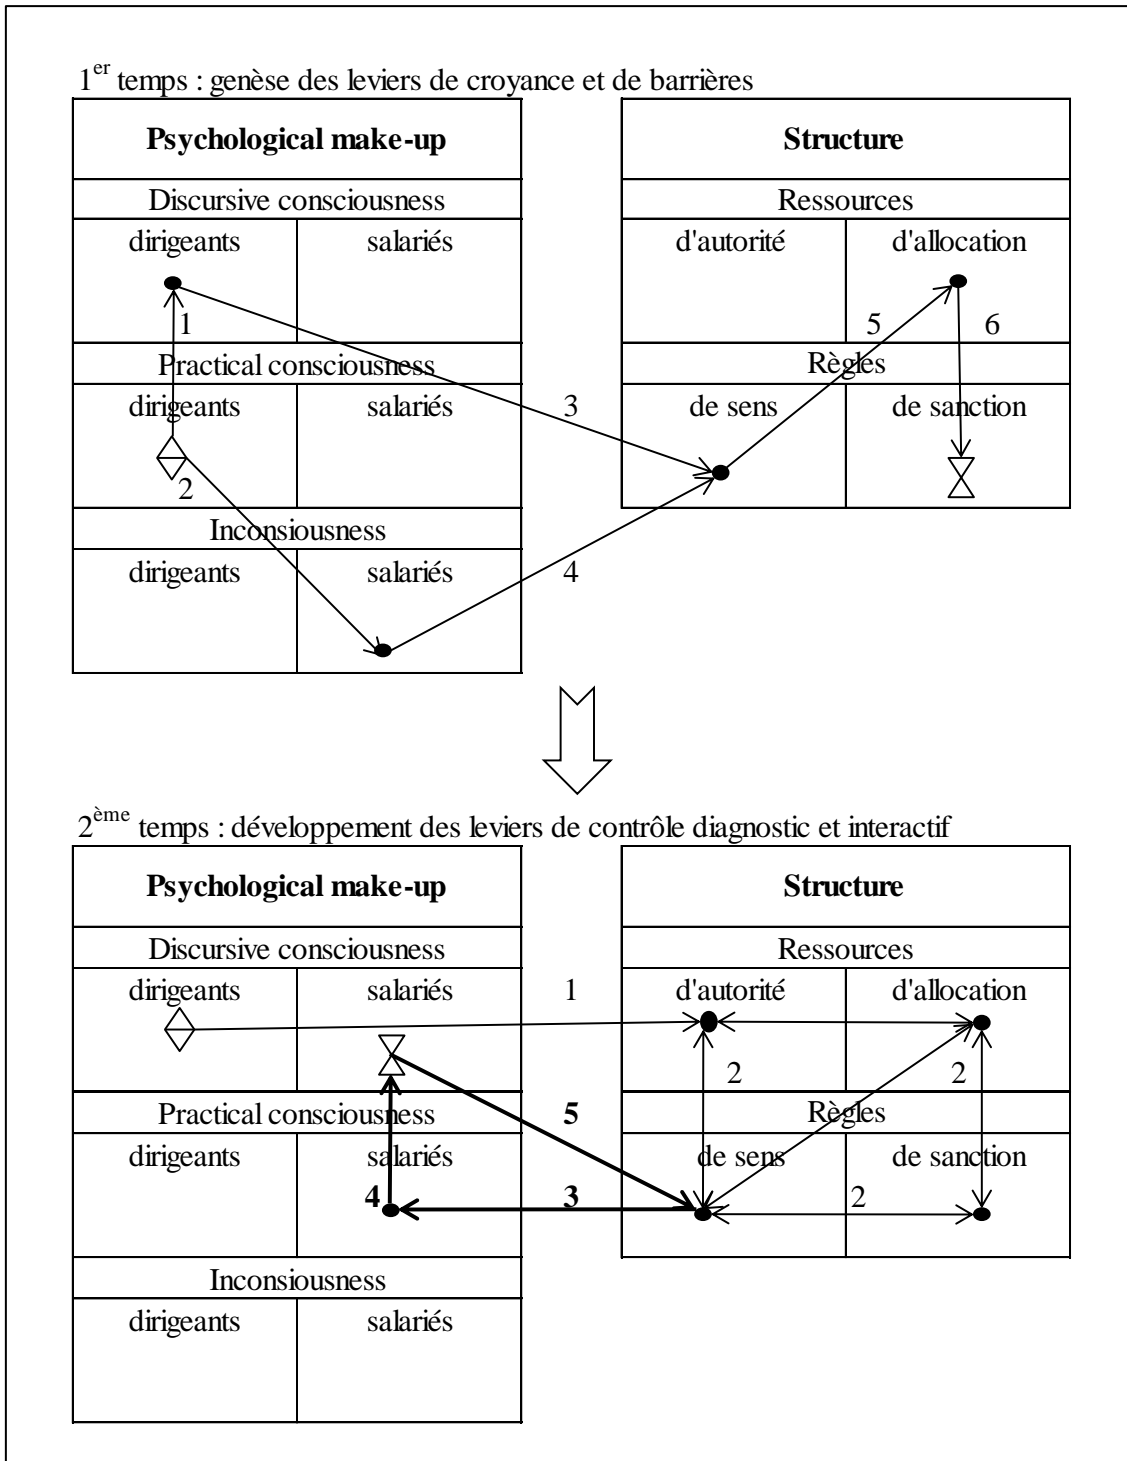 1er temps : genèse des leviers de croyance et de barrières
Psychological make-up Structure
Discursive consciousness Ressources
dirigeants salariés d'autorité d'allocation
1 5 6
Practical consciousness Règles
dirigeants salariés 3 de sens de sanction
2
Inconsiousness
dirigeants salariés 4
2ème temps : développement des leviers de contrôle diagnostic et interactif
Psychological make-up Structure
Discursive consciousness Ressources
dirigeants salariés 1 d'autorité d'allocation
2 2
Practical consciousness 5 Règles
dirigeants salariés de sens de sanction
4 3 2
Inconsiousness
dirigeants salariés